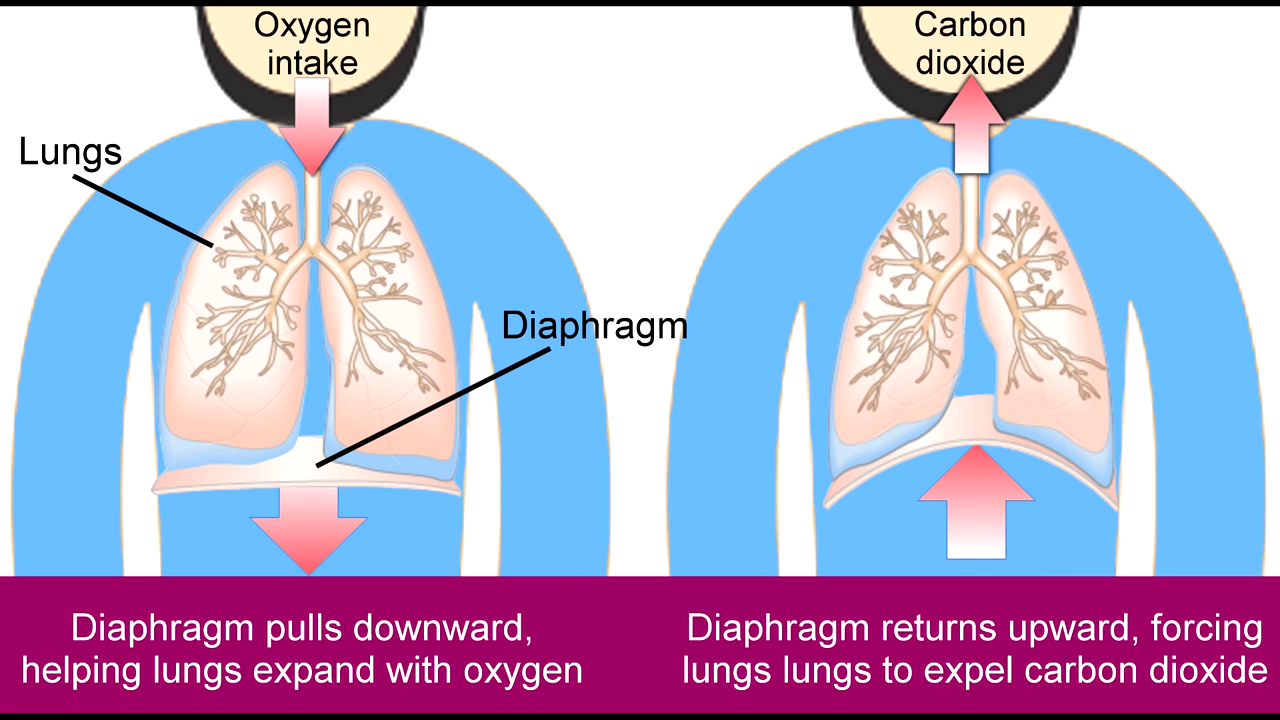 Oxygen
intake
Lungs
Diaphragm
Diaphragm pulls downward,
helping lungs expand with oxygen
Carbon
dioxide
Diaphragm returns upward, forcing
lungs lungs to expel carbon dioxide